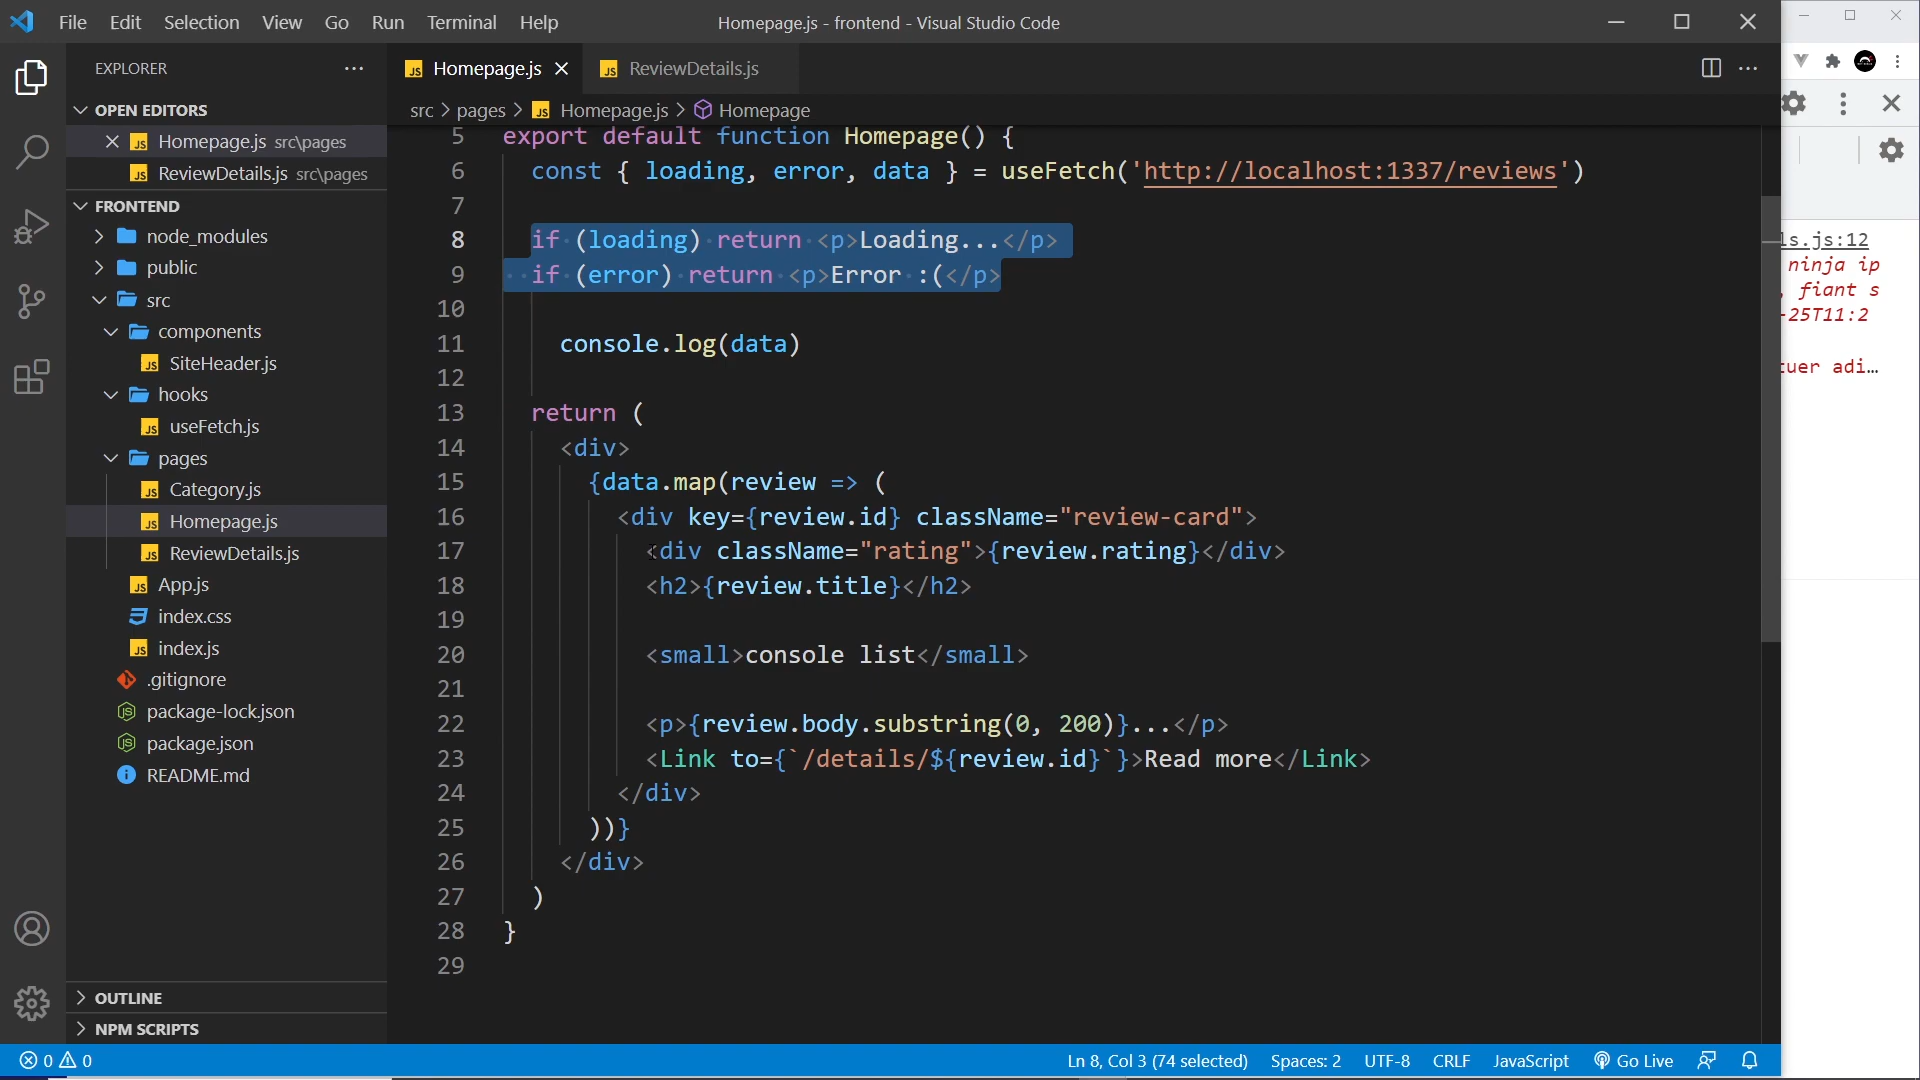 File Edit Selection View Go Run Terminal Help
Homepage.js - frontend - Visual Studio Code
EXPLORER
OPEN EDITORS
Homepage.js src\pages
ReviewDetails.js src\pages
FRONTEND
node_modules
public
src
components
SiteHeader.js
hooks
useFetch.js
pages
Category.js
Homepage.js
ReviewDetails.js
App.js
index.css
index.js
.gitignore
package-lock.json
package.json
README.md
OUTLINE
NPM SCRIPTS
Homepage.js
ReviewDetails.js
src > pages > Homepage.js > Homepage
5 export default function Homepage() {
6 const { loading, error, data } = useFetch('http://localhost:1337/reviews')
7
8 if (loading) return <p>Loading...</p>
9 if (error) return <p>Error :(</p>
10
11 console.log(data)
12
13 return (
14 <div>
15 {data.map(review => (
16 <div key={review.id} className="review-card">
17 <div className="rating">{review.rating}</div>
18 <h2>{review.title}</h2>
19
20 <small>console list</small>
21
22 <p>{review.body.substring(0, 200)}...</p>
23 <Link to={`/details/${review.id}`}>Read more</Link>
24 </div>
25 ))}
26 </div>
27 )
28 }
29
ls.js:12
ninja ip
, fiant s
-25T11:2
tuer adi…
0 0
Ln 8, Col 3 (74 selected) Spaces: 2 UTF-8 CRLF JavaScript Go Live